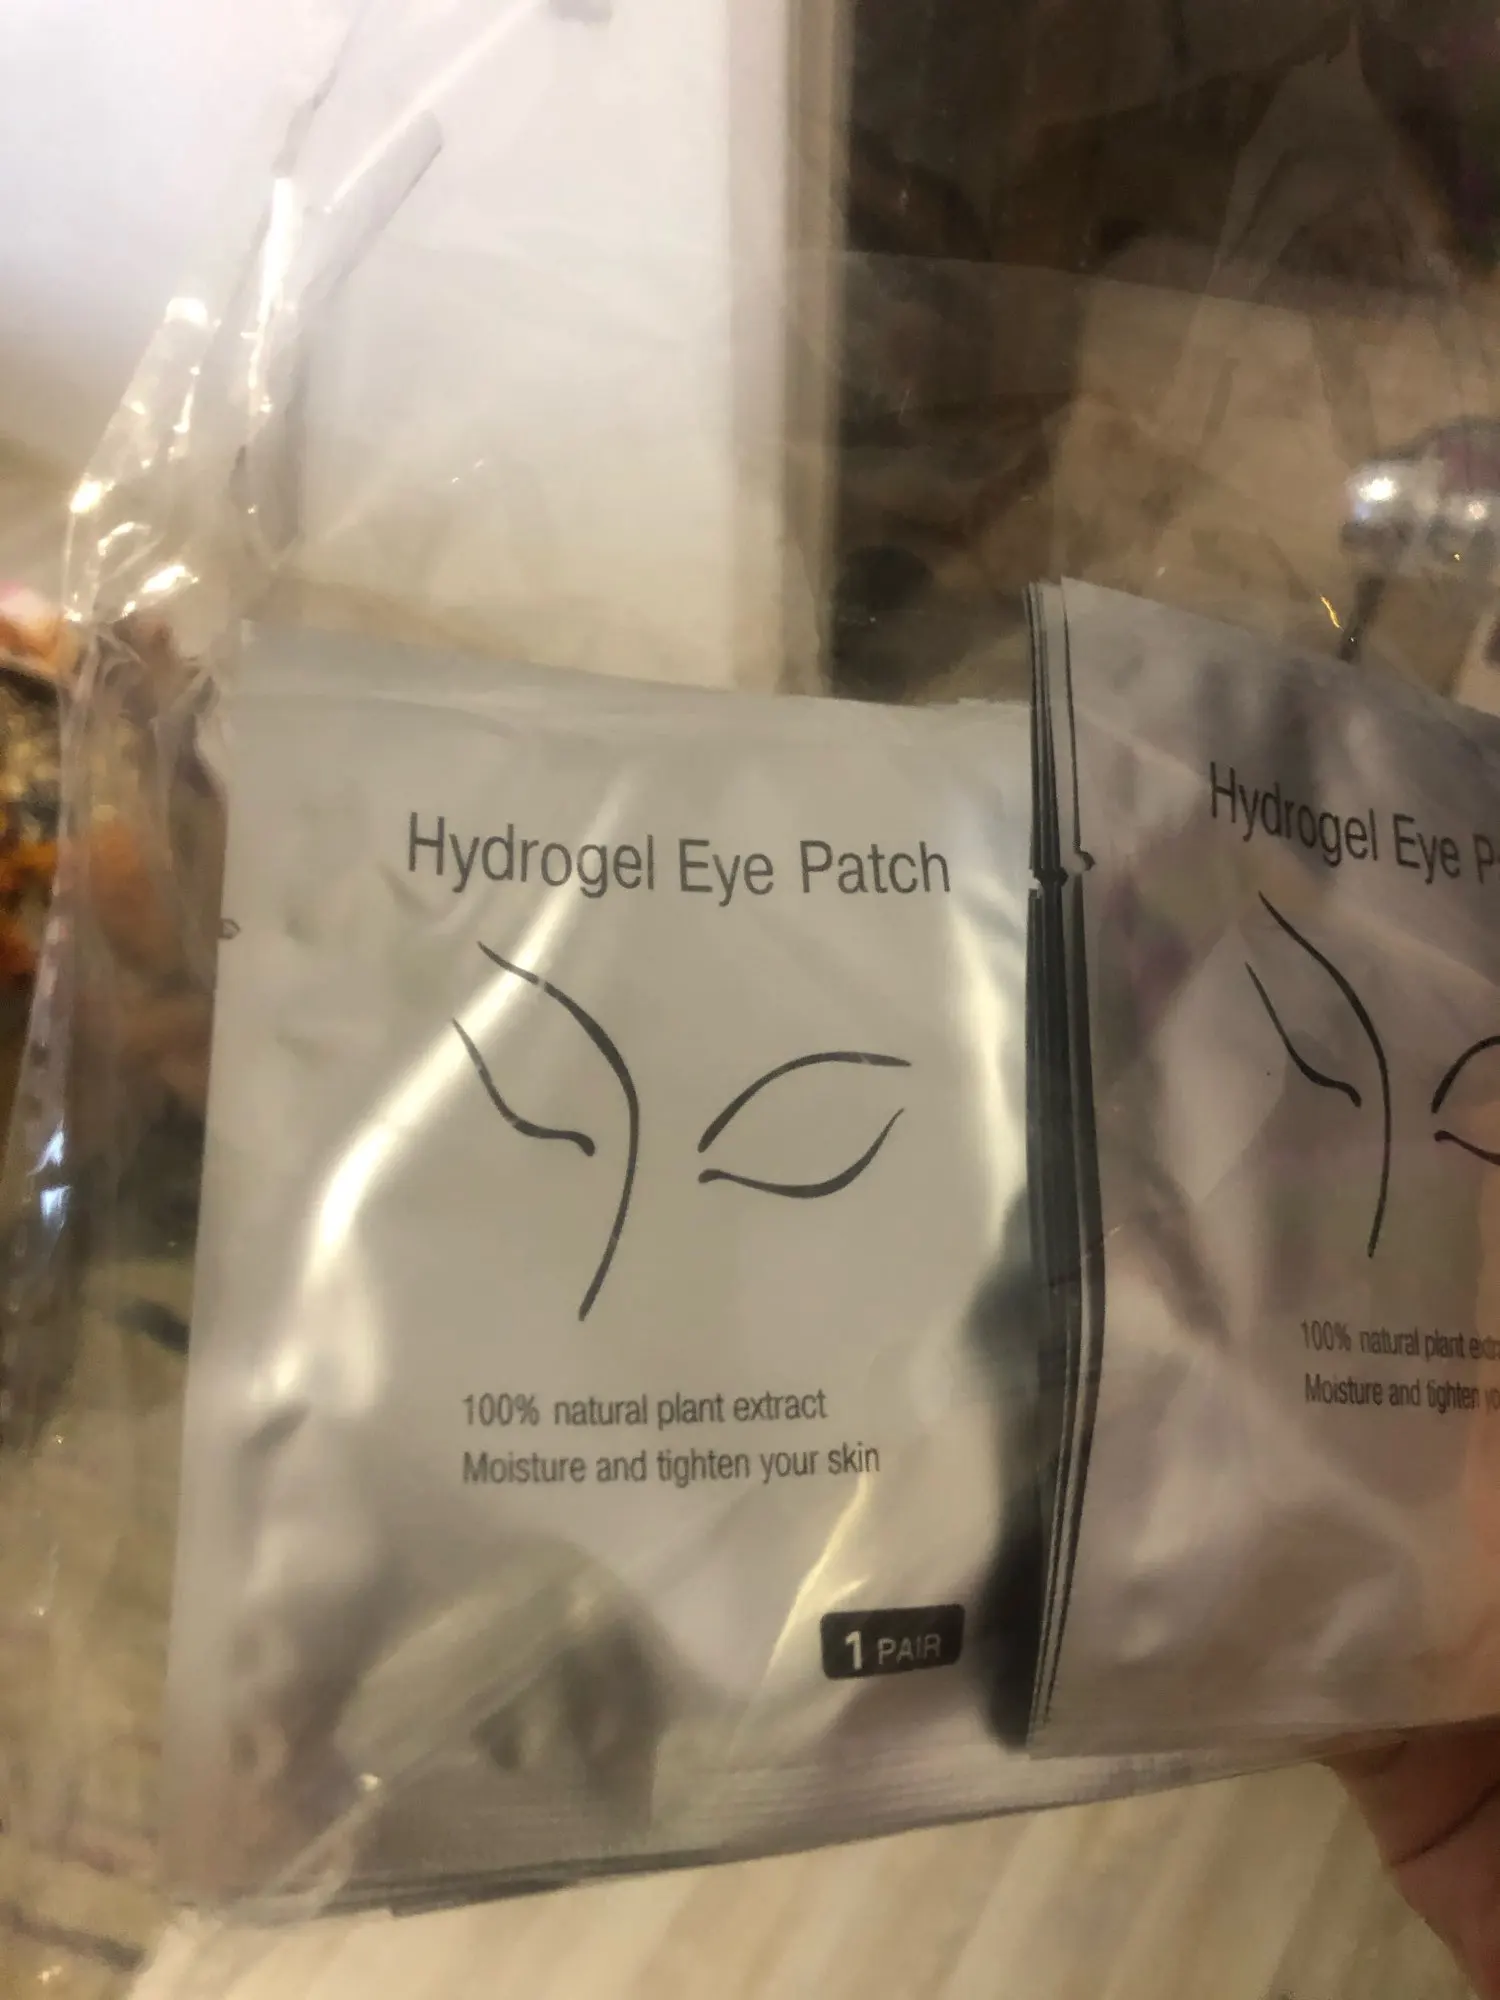 Hydrogel Eye Patch
100% natural plant extract
Moisture and tighten your skin
1 PAIR
Hydrogel Eye
100% natural plant
Moisture and tighten